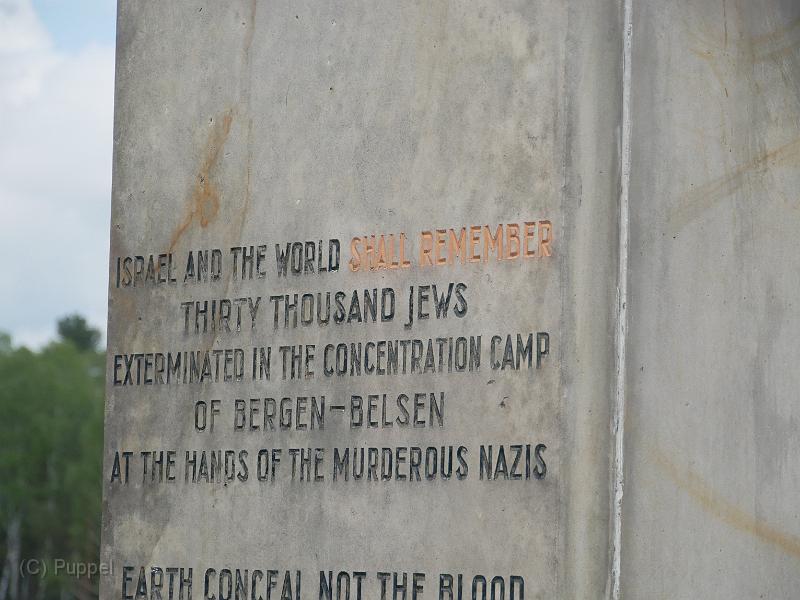 ISRAEL AND THE WORLD SHALL REMEMBER
THIRTY THOUSAND JEWS
EXTERMINATED IN THE CONCENTRATION CAMP
OF BERGEN-BELSEN
AT THE HANDS OF THE MURDEROUS NAZIS
EARTH CONCEAL NOT THE BLOOD
(C) Puppel